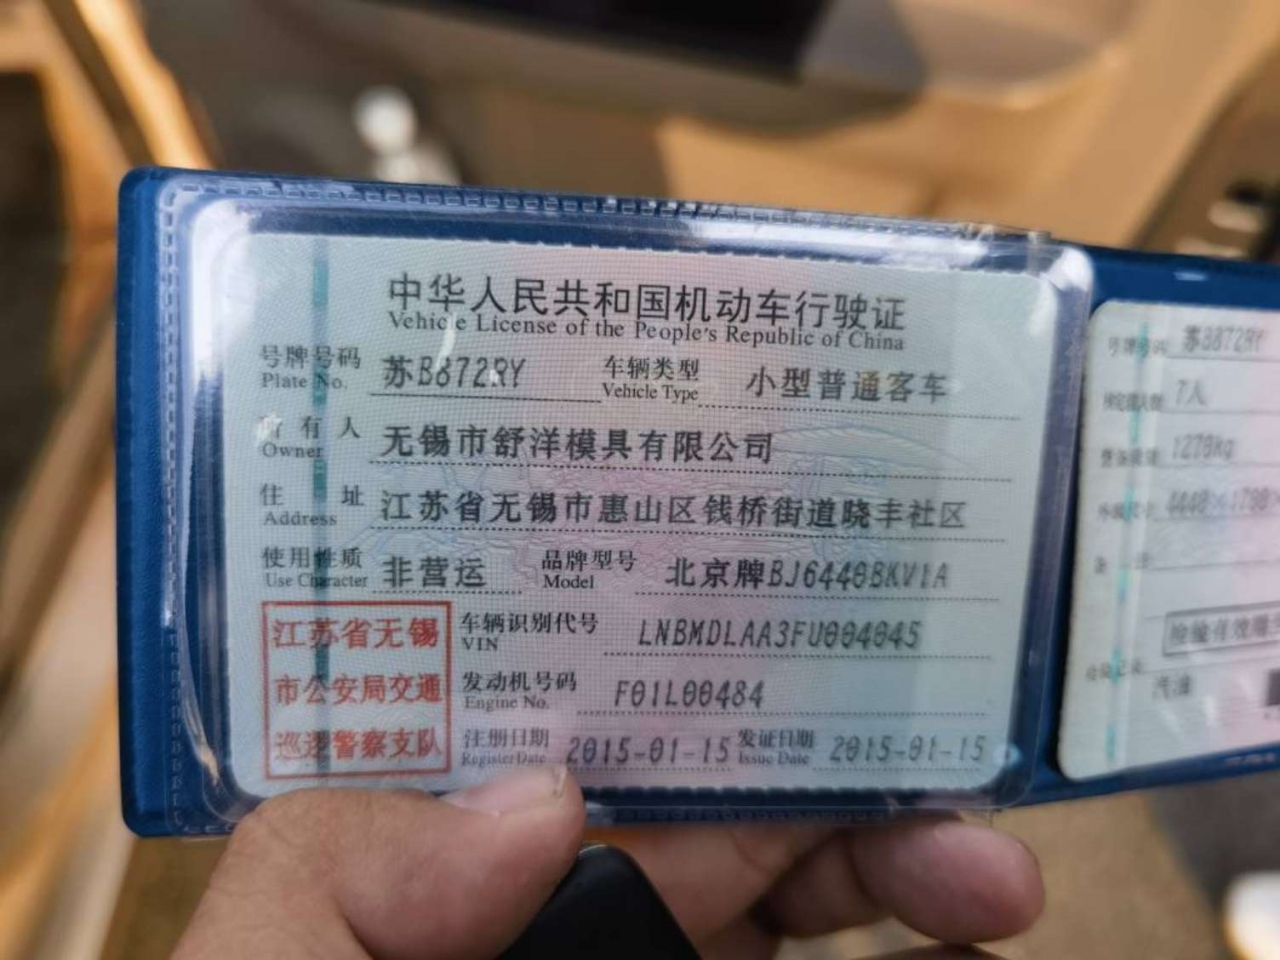 中华人民共和国机动车行驶证
Vehicle License of the People's Republic of China
号牌号码 苏B872RY 车辆类型 小型普通客车
Plate No. Vehicle Type
所有人 无锡市舒洋模具有限公司
Owner
住址 江苏省无锡市惠山区钱桥街道晓丰社区
Address
使用性质 非营运 品牌型号 北京牌BJ6440BKV1A
Use Character Model
江苏省无锡
市公安局交通
巡逻警察支队
车辆识别代号 LNBMDLAA3FU004045
VIN
发动机号码 F01L00484
Engine No.
注册日期 2015-01-15 发证日期 2015-01-15
Register Date Issue Date
号牌号码 苏B872RY
7人
1270kg
汽油